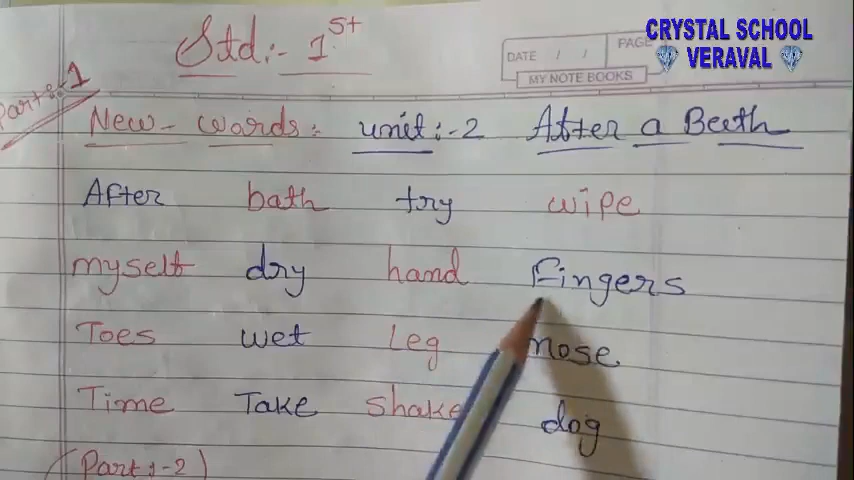 CRYSTAL SCHOOL
VERAVAL
Std:- 1st
DATE / / PAGE
MY NOTE BOOKS
Part:-1
New - words:- unit:-2 After a Beeth
After bath try wipe
myself dry hand Fingers
Toes wet Leg nose
Time Take Shake dog
(Part:-2)